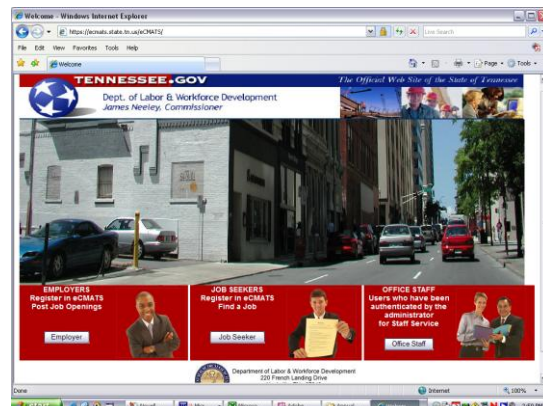 Welcome - Windows Internet Explorer
https://ecmats.state.tn.us/eCMATS/
Live Search
File Edit View Favorites Tools Help
Welcome
Page Tools
TENNESSEE.GOV
The Official Web Site of the State of Tennessee
Dept. of Labor & Workforce Development
James Neeley, Commissioner
EMPLOYERS
Register in eCMATS
Post Job Openings
Employer
JOB SEEKERS
Register in eCMATS
Find a Job
Job Seeker
OFFICE STAFF
Users who have been
authenticated by the
administrator
for Staff Service
Office Staff
Department of Labor & Workforce Development
220 French Landing Drive
Done
Internet
100%